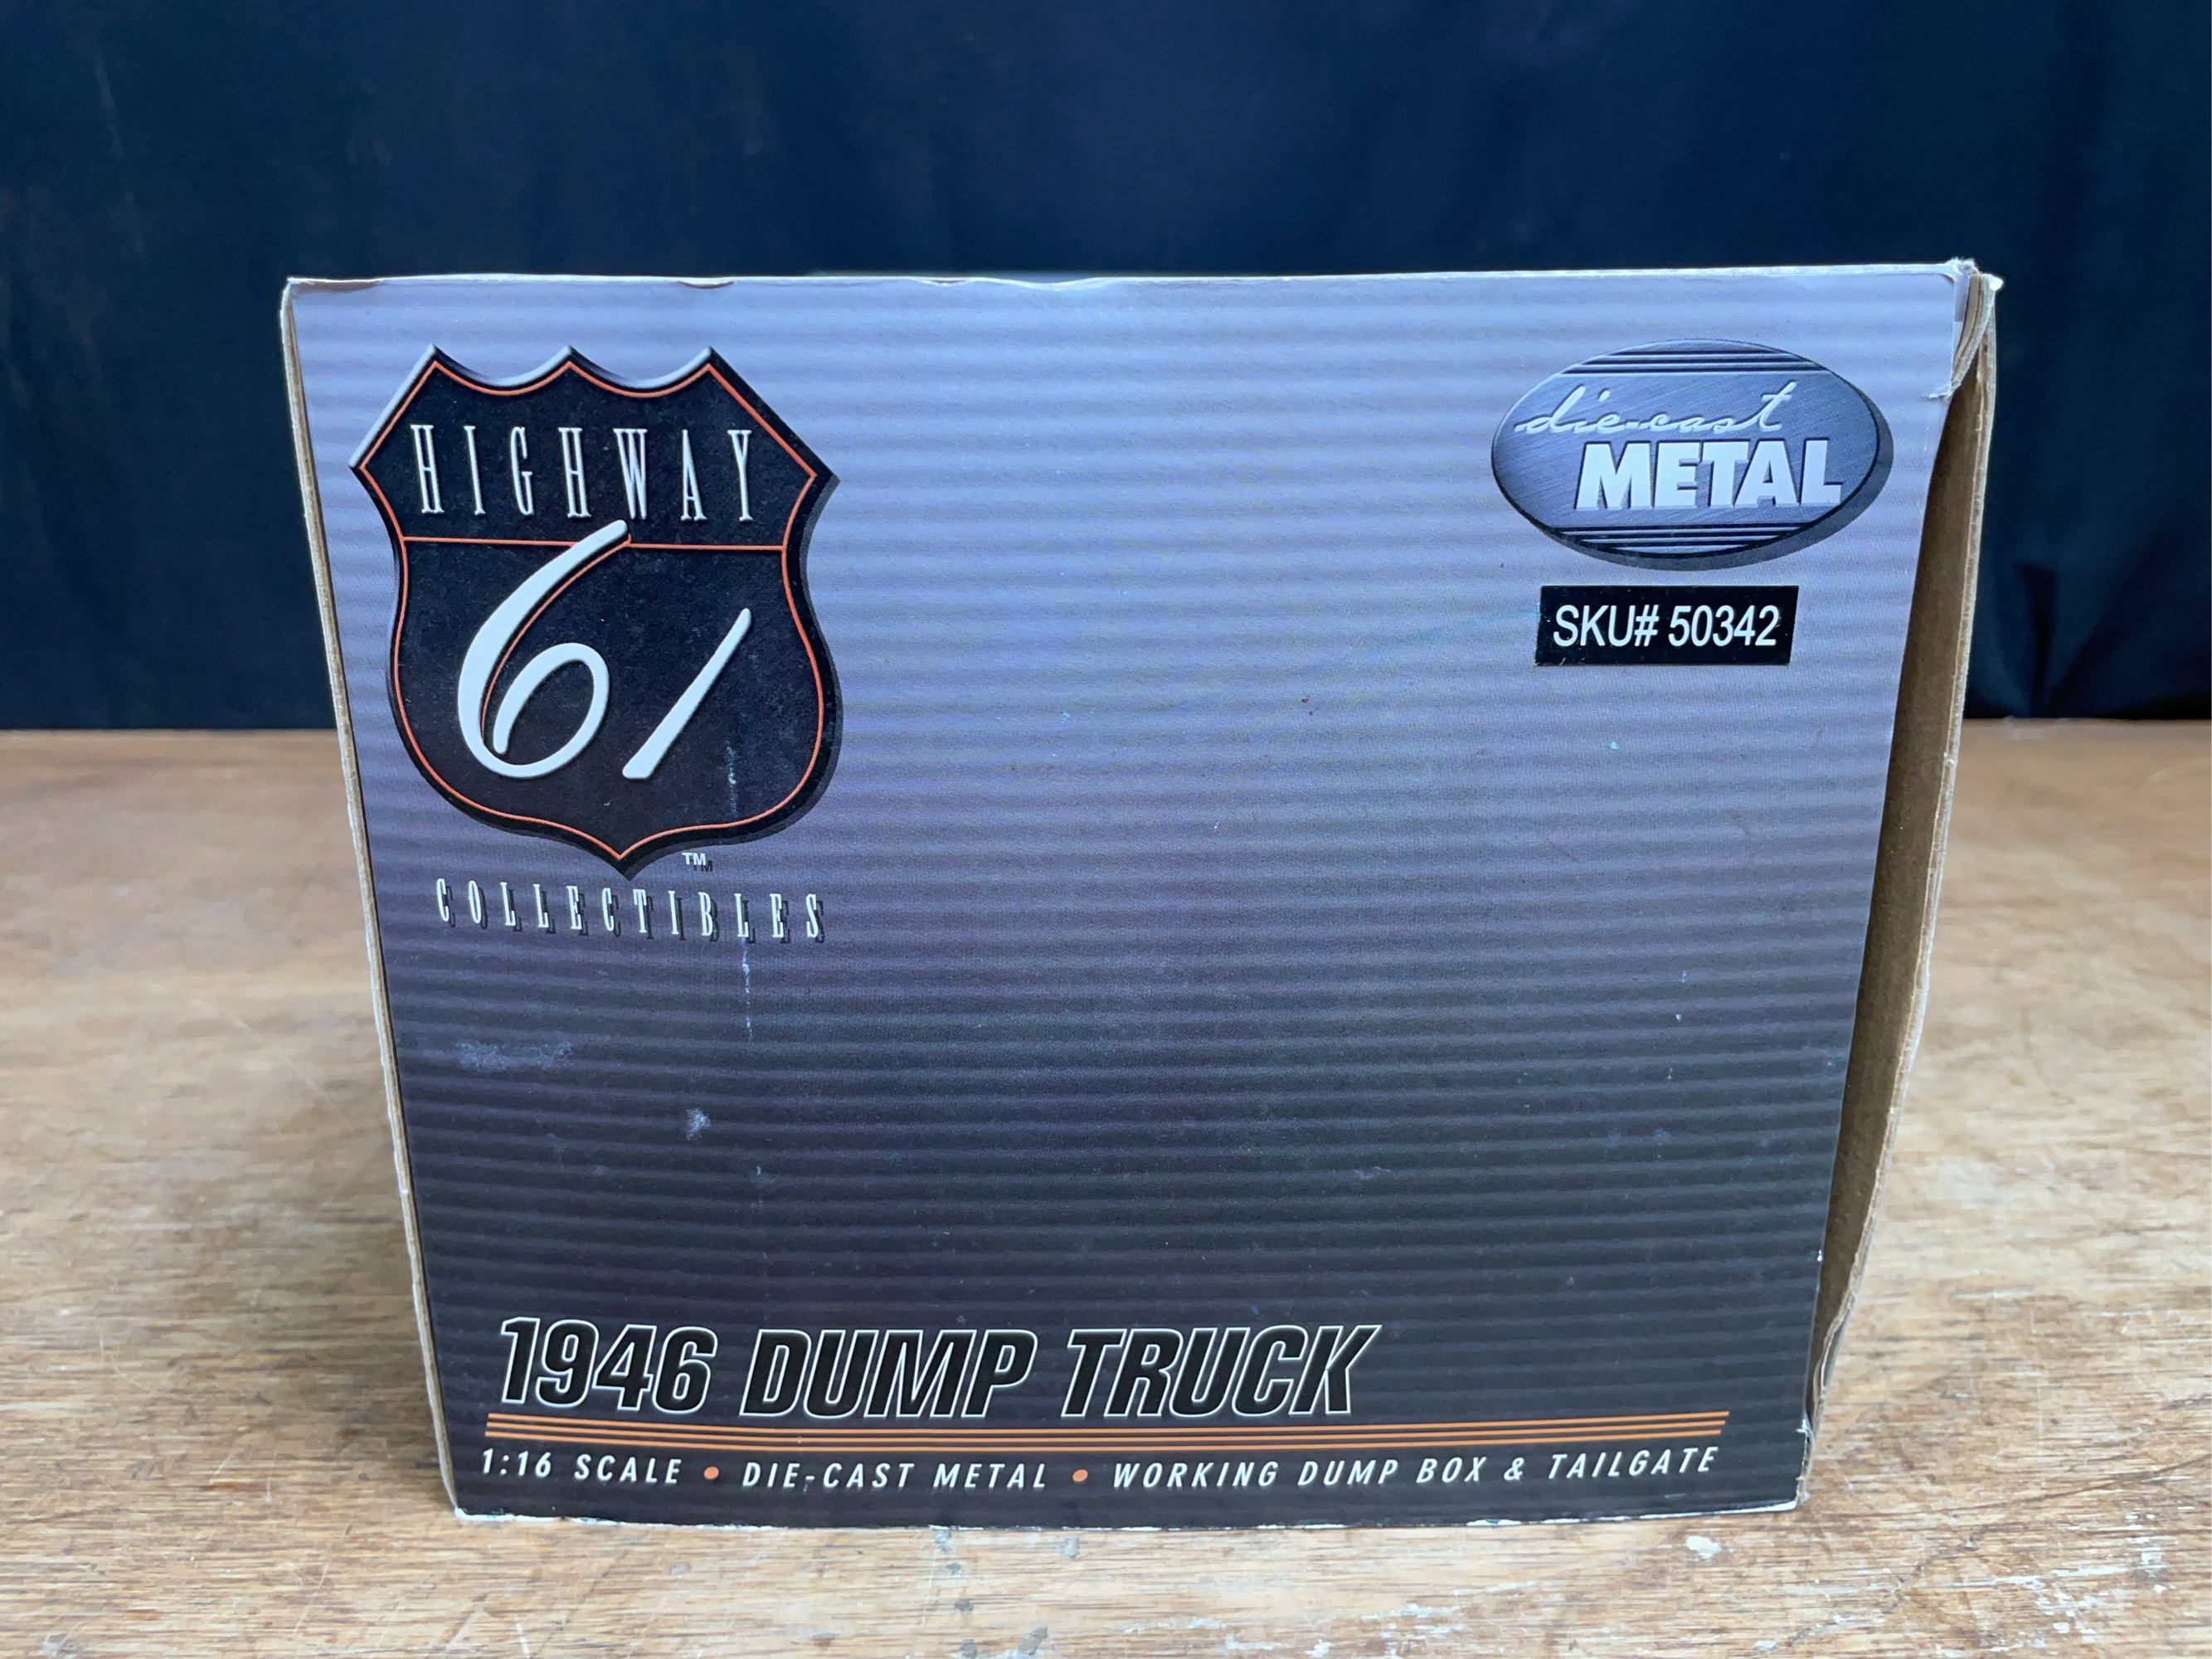 HIGHWAY
61
TM
COLLECTIBLES
die-cast
METAL
SKU# 50342
1946 DUMP TRUCK
1:16 SCALE • DIE-CAST METAL • WORKING DUMP BOX & TAILGATE